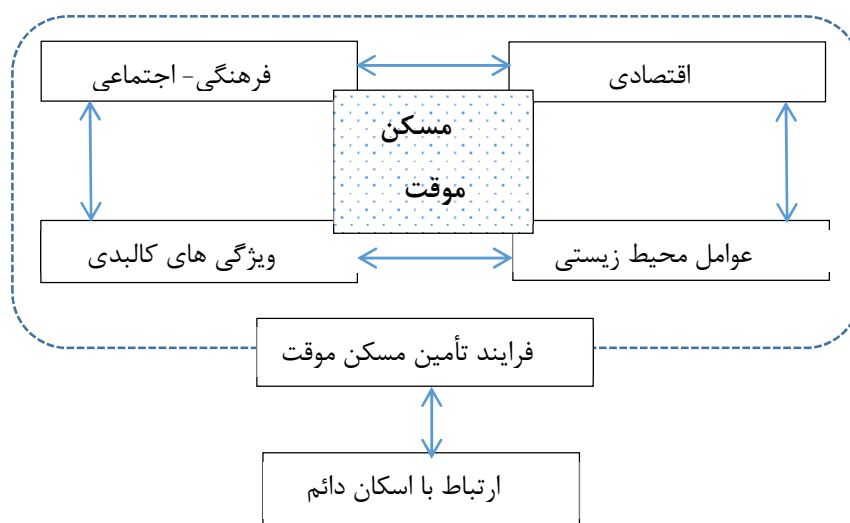 اقتصادی
فرهنگی- اجتماعی
مسکن
موقت
عوامل محیط زیستی
ویژگی های کالبدی
فرایند تأمین مسکن موقت
ارتباط با اسکان دائم